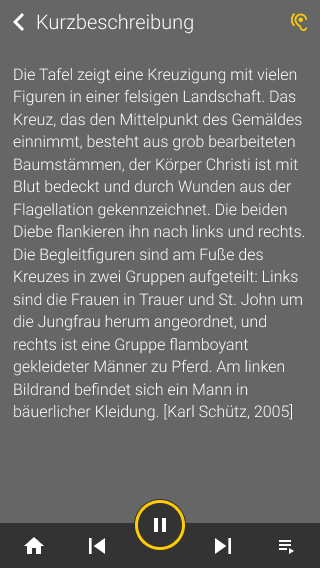 Kurzbeschreibung
Die Tafel zeigt eine Kreuzigung mit vielen
Figuren in einer felsigen Landschaft. Das
Kreuz, das den Mittelpunkt des Gemäldes
einnimmt, besteht aus grob bearbeiteten
Baumstämmen, der Körper Christi ist mit
Blut bedeckt und durch Wunden aus der
Flagellation gekennzeichnet. Die beiden
Diebe flankieren ihn nach links und rechts.
Die Begleitfiguren sind am Fuße des
Kreuzes in zwei Gruppen aufgeteilt: Links
sind die Frauen in Trauer und St. John um
die Jungfrau herum angeordnet, und
rechts ist eine Gruppe flamboyant
gekleideter Männer zu Pferd. Am linken
Bildrand befindet sich ein Mann in
bäuerlicher Kleidung. [Karl Schütz, 2005]